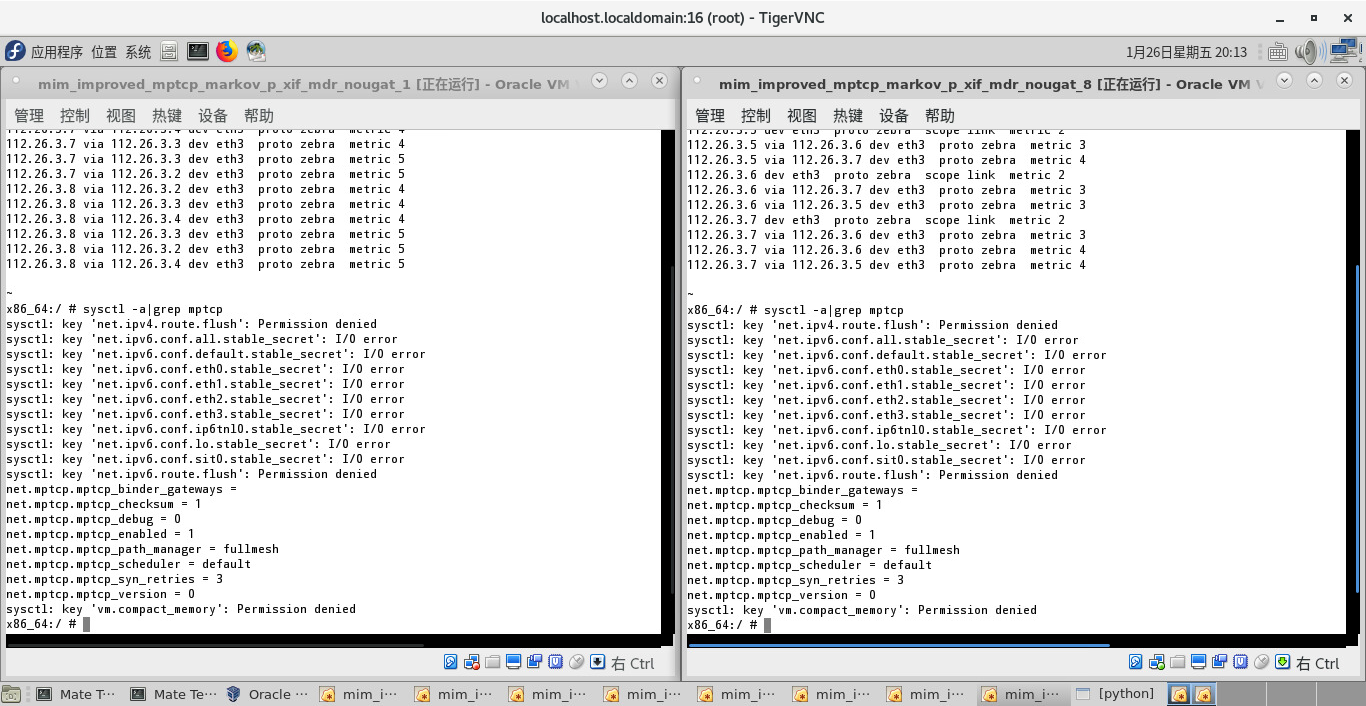 localhost.localdomain:16 (root) - TigerVNC
应用程序 位置 系统
1月26日星期五 20:13
mim_improved_mptcp_markov_p_xif_mdr_nougat_1 [正在运行] - Oracle VM
管理 控制 视图 热键 设备 帮助
112.26.3.7 via 112.26.3.4 dev eth3  proto zebra  metric 4
112.26.3.7 via 112.26.3.3 dev eth3  proto zebra  metric 4
112.26.3.7 via 112.26.3.3 dev eth3  proto zebra  metric 5
112.26.3.7 via 112.26.3.2 dev eth3  proto zebra  metric 5
112.26.3.8 via 112.26.3.2 dev eth3  proto zebra  metric 4
112.26.3.8 via 112.26.3.3 dev eth3  proto zebra  metric 4
112.26.3.8 via 112.26.3.4 dev eth3  proto zebra  metric 4
112.26.3.8 via 112.26.3.3 dev eth3  proto zebra  metric 5
112.26.3.8 via 112.26.3.2 dev eth3  proto zebra  metric 5
112.26.3.8 via 112.26.3.4 dev eth3  proto zebra  metric 5
~
x86_64:/ # sysctl -a|grep mptcp
sysctl: key 'net.ipv4.route.flush': Permission denied
sysctl: key 'net.ipv6.conf.all.stable_secret': I/O error
sysctl: key 'net.ipv6.conf.default.stable_secret': I/O error
sysctl: key 'net.ipv6.conf.eth0.stable_secret': I/O error
sysctl: key 'net.ipv6.conf.eth1.stable_secret': I/O error
sysctl: key 'net.ipv6.conf.eth2.stable_secret': I/O error
sysctl: key 'net.ipv6.conf.eth3.stable_secret': I/O error
sysctl: key 'net.ipv6.conf.ip6tnl0.stable_secret': I/O error
sysctl: key 'net.ipv6.conf.lo.stable_secret': I/O error
sysctl: key 'net.ipv6.conf.sit0.stable_secret': I/O error
sysctl: key 'net.ipv6.route.flush': Permission denied
net.mptcp.mptcp_binder_gateways =
net.mptcp.mptcp_checksum = 1
net.mptcp.mptcp_debug = 0
net.mptcp.mptcp_enabled = 1
net.mptcp.mptcp_path_manager = fullmesh
net.mptcp.mptcp_scheduler = default
net.mptcp.mptcp_syn_retries = 3
net.mptcp.mptcp_version = 0
sysctl: key 'vm.compact_memory': Permission denied
x86_64:/ #
右 Ctrl
mim_improved_mptcp_markov_p_xif_mdr_nougat_8 [正在运行] - Oracle VM
管理 控制 视图 热键 设备 帮助
112.26.3.5 dev eth3  proto zebra  scope link  metric 2
112.26.3.5 via 112.26.3.6 dev eth3  proto zebra  metric 3
112.26.3.5 via 112.26.3.7 dev eth3  proto zebra  metric 4
112.26.3.6 dev eth3  proto zebra  scope link  metric 2
112.26.3.6 via 112.26.3.7 dev eth3  proto zebra  metric 3
112.26.3.6 via 112.26.3.5 dev eth3  proto zebra  metric 3
112.26.3.7 dev eth3  proto zebra  scope link  metric 2
112.26.3.7 via 112.26.3.6 dev eth3  proto zebra  metric 3
112.26.3.7 via 112.26.3.6 dev eth3  proto zebra  metric 4
112.26.3.7 via 112.26.3.5 dev eth3  proto zebra  metric 4
~
x86_64:/ # sysctl -a|grep mptcp
sysctl: key 'net.ipv4.route.flush': Permission denied
sysctl: key 'net.ipv6.conf.all.stable_secret': I/O error
sysctl: key 'net.ipv6.conf.default.stable_secret': I/O error
sysctl: key 'net.ipv6.conf.eth0.stable_secret': I/O error
sysctl: key 'net.ipv6.conf.eth1.stable_secret': I/O error
sysctl: key 'net.ipv6.conf.eth2.stable_secret': I/O error
sysctl: key 'net.ipv6.conf.eth3.stable_secret': I/O error
sysctl: key 'net.ipv6.conf.ip6tnl0.stable_secret': I/O error
sysctl: key 'net.ipv6.conf.lo.stable_secret': I/O error
sysctl: key 'net.ipv6.conf.sit0.stable_secret': I/O error
sysctl: key 'net.ipv6.route.flush': Permission denied
net.mptcp.mptcp_binder_gateways =
net.mptcp.mptcp_checksum = 1
net.mptcp.mptcp_debug = 0
net.mptcp.mptcp_enabled = 1
net.mptcp.mptcp_path_manager = fullmesh
net.mptcp.mptcp_scheduler = default
net.mptcp.mptcp_syn_retries = 3
net.mptcp.mptcp_version = 0
sysctl: key 'vm.compact_memory': Permission denied
x86_64:/ #
右 Ctrl
Mate T··· Mate Te··· Oracle ··· mim_i··· mim_i··· mim_i··· mim_i··· mim_i··· mim_i··· mim_i··· mim_i··· [python]